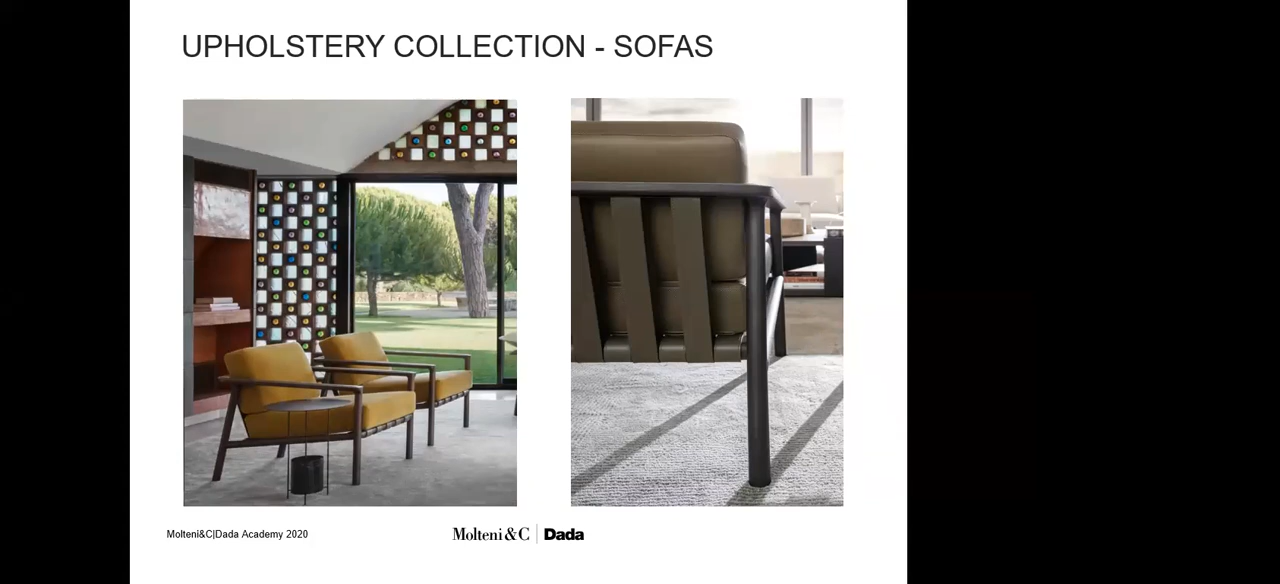 UPHOLSTERY COLLECTION - SOFAS
Molteni&C|Dada Academy 2020
Molteni&C | Dada